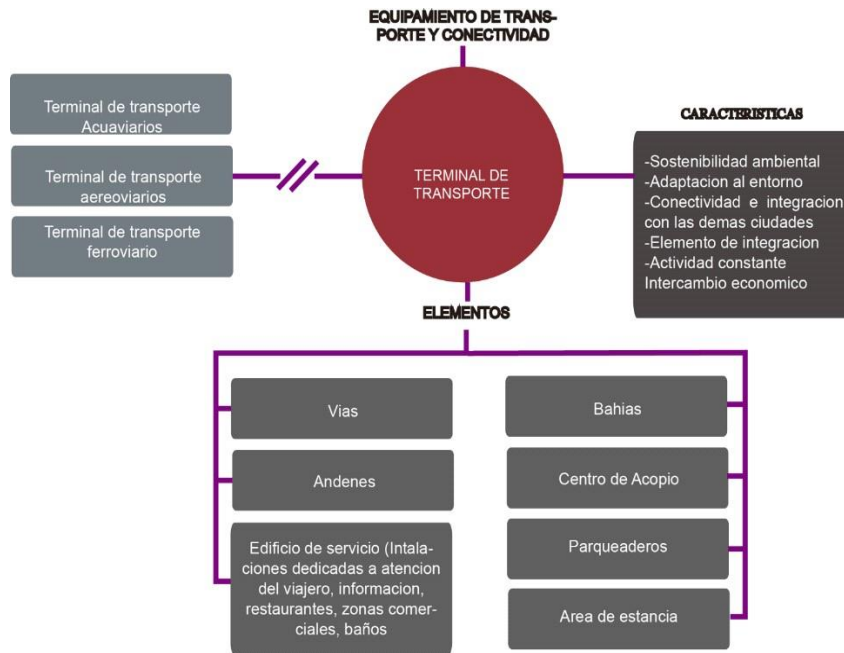 EQUIPAMIENTO DE TRANS-
PORTE Y CONECTIVIDAD
Terminal de transporte
Acuaviarios
Terminal de transporte
aereoviarios
Terminal de transporte
ferroviario
TERMINAL DE
TRANSPORTE
CARACTERISTICAS
-Sostenibilidad ambiental
-Adaptacion al entorno
-Conectividad e integracion
con las demas ciudades
-Elemento de integracion
-Actividad constante
Intercambio economico
ELEMENTOS
Vias
Andenes
Edificio de servicio (Intala-
ciones dedicadas a atencion
del viajero, informacion,
restaurantes, zonas comer-
ciales, baños
Bahias
Centro de Acopio
Parqueaderos
Area de estancia